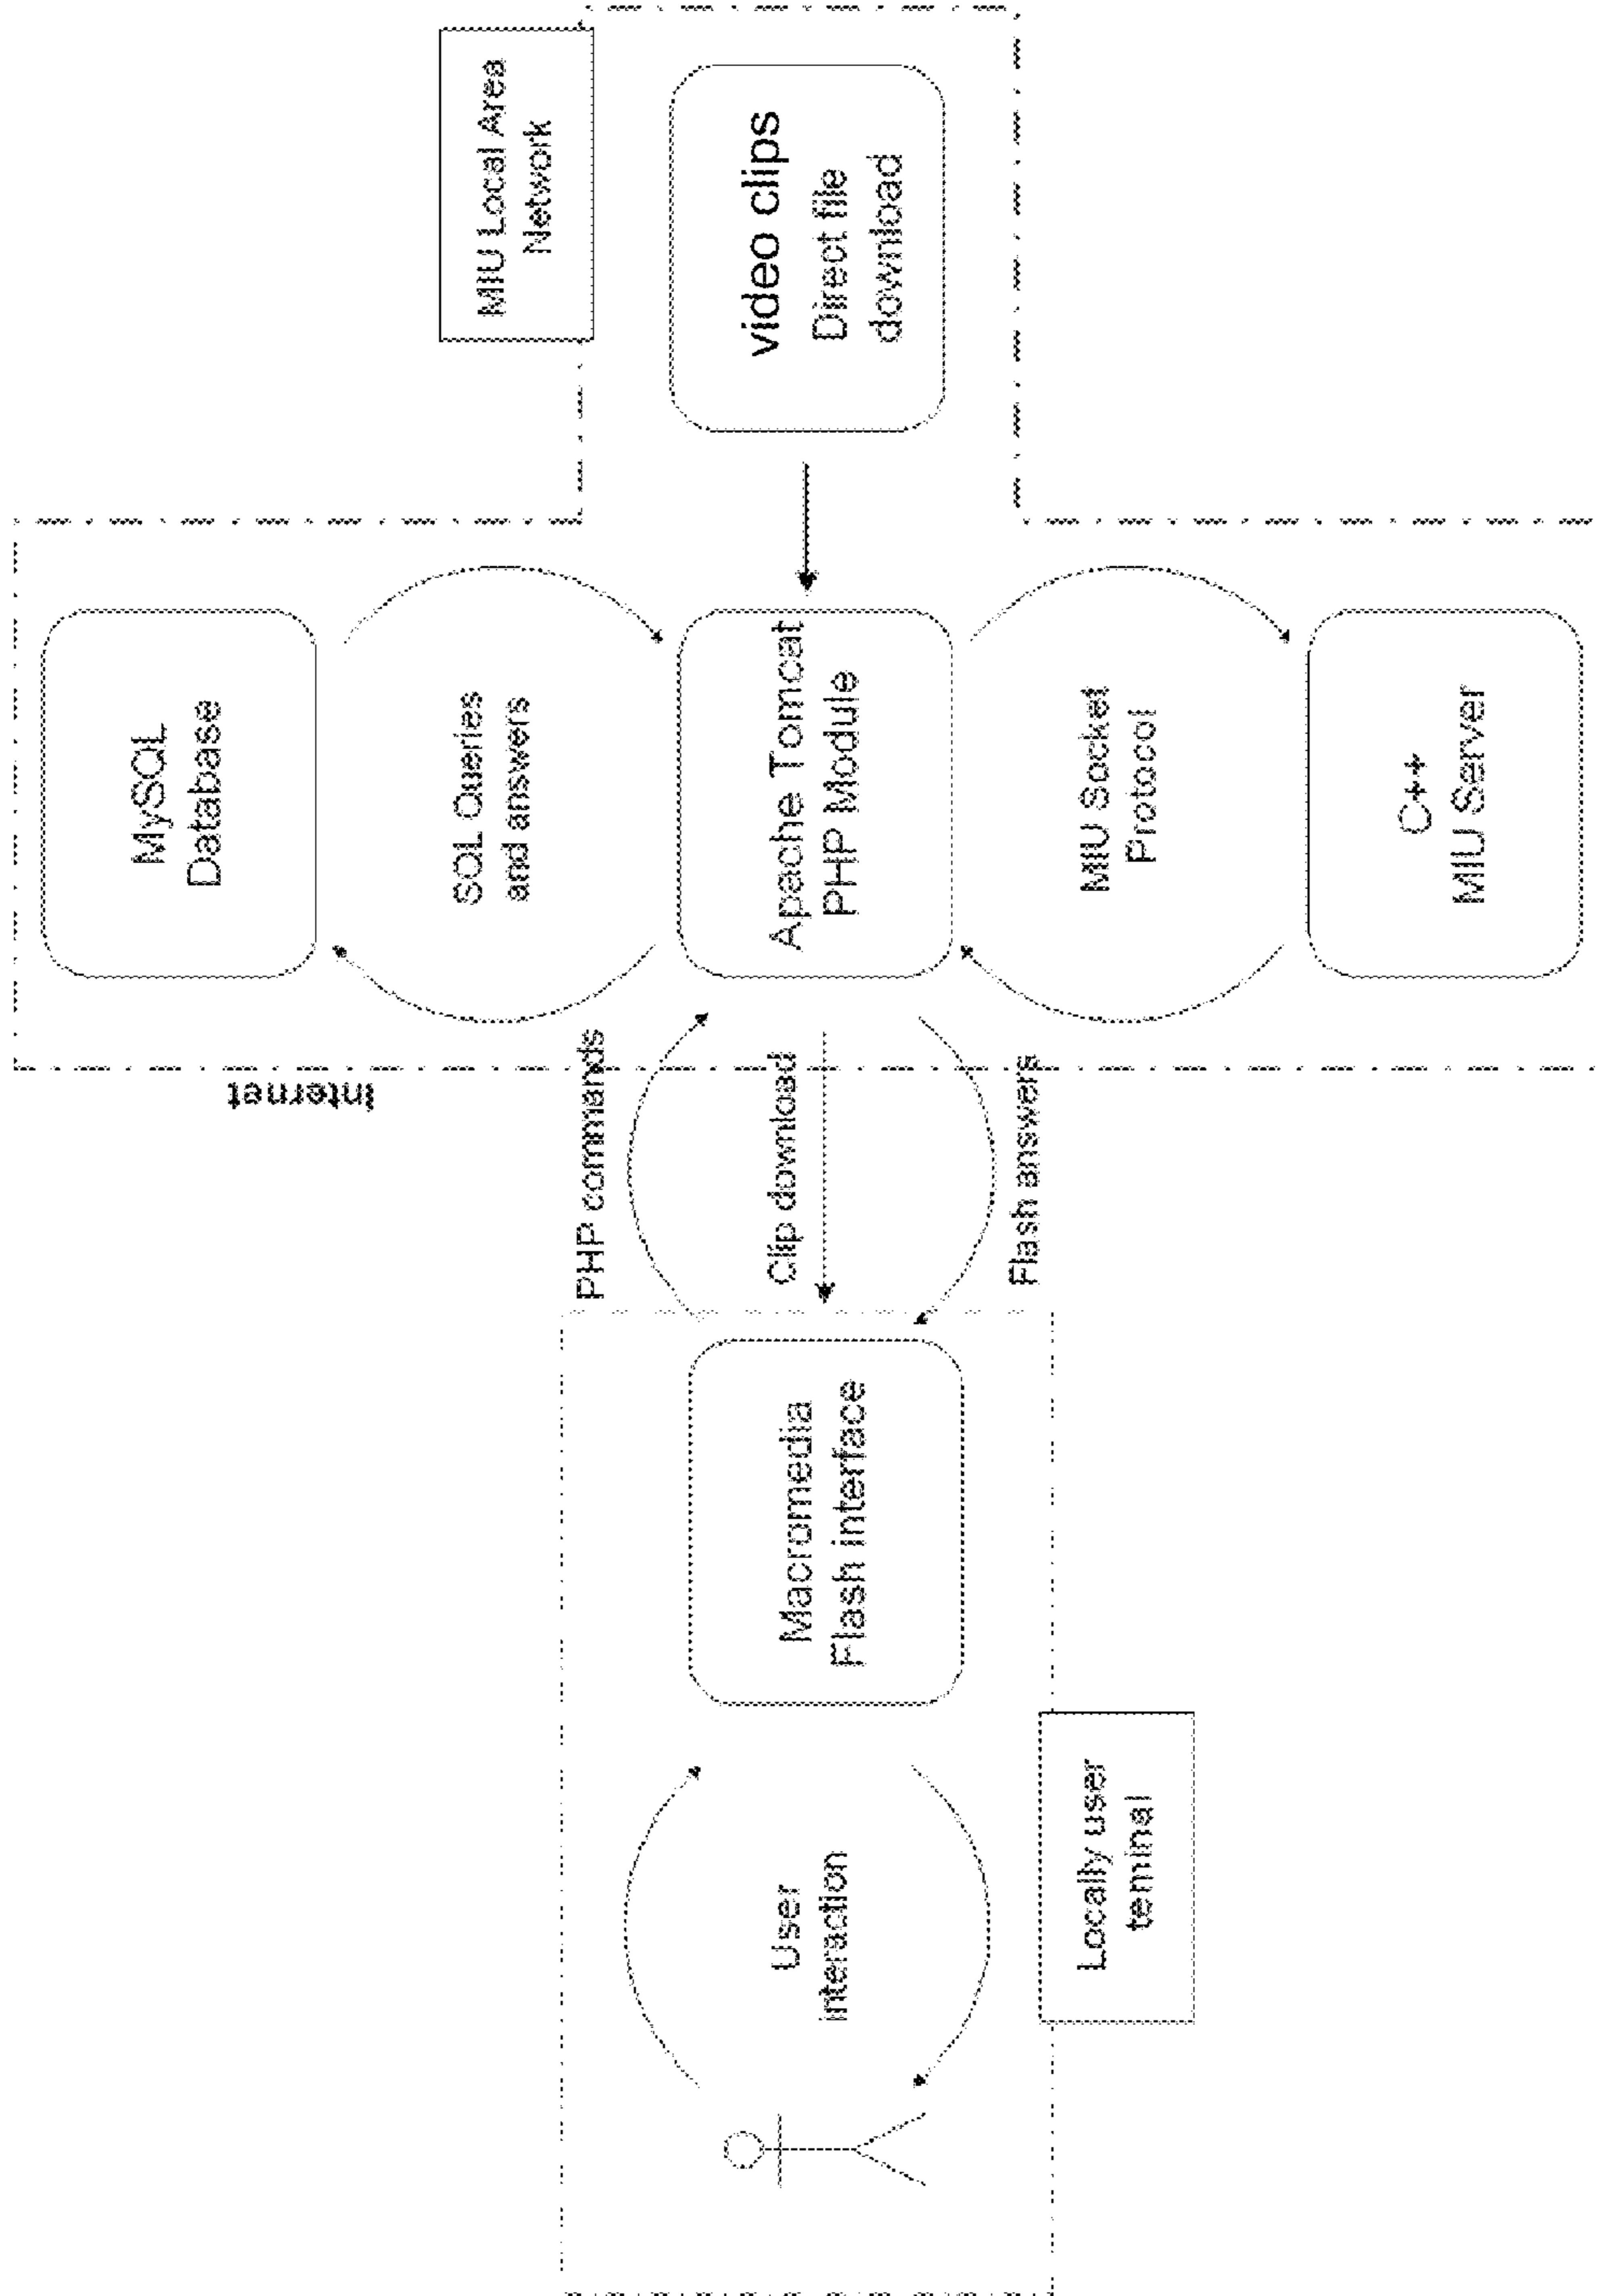 MIU Local Area
Network
MySQL
Database
SQL Queries
and answers
Apache Tomcat
PHP Module
MIU Socket
Protocol
C++
MIU Server
video clips
Direct file
download
Internet
PHP commands
Clip download
Flash answers
Macromedia
Flash interface
User
interaction
Locally user
teminal